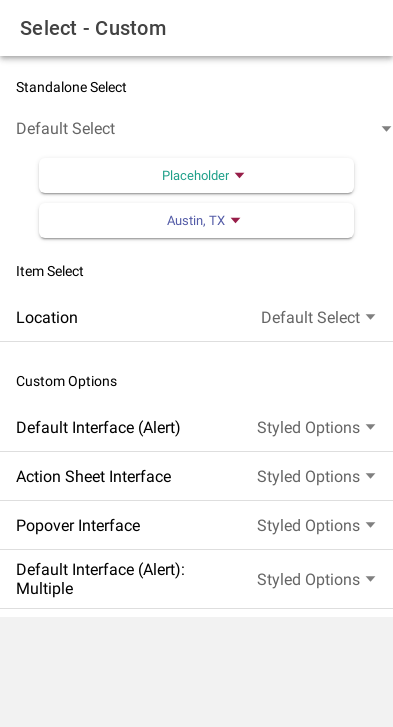 Select - Custom
Standalone Select
Default Select
Placeholder
Austin, TX
Item Select
Location Default Select
Custom Options
Default Interface (Alert) Styled Options
Action Sheet Interface Styled Options
Popover Interface Styled Options
Default Interface (Alert):
Multiple Styled Options